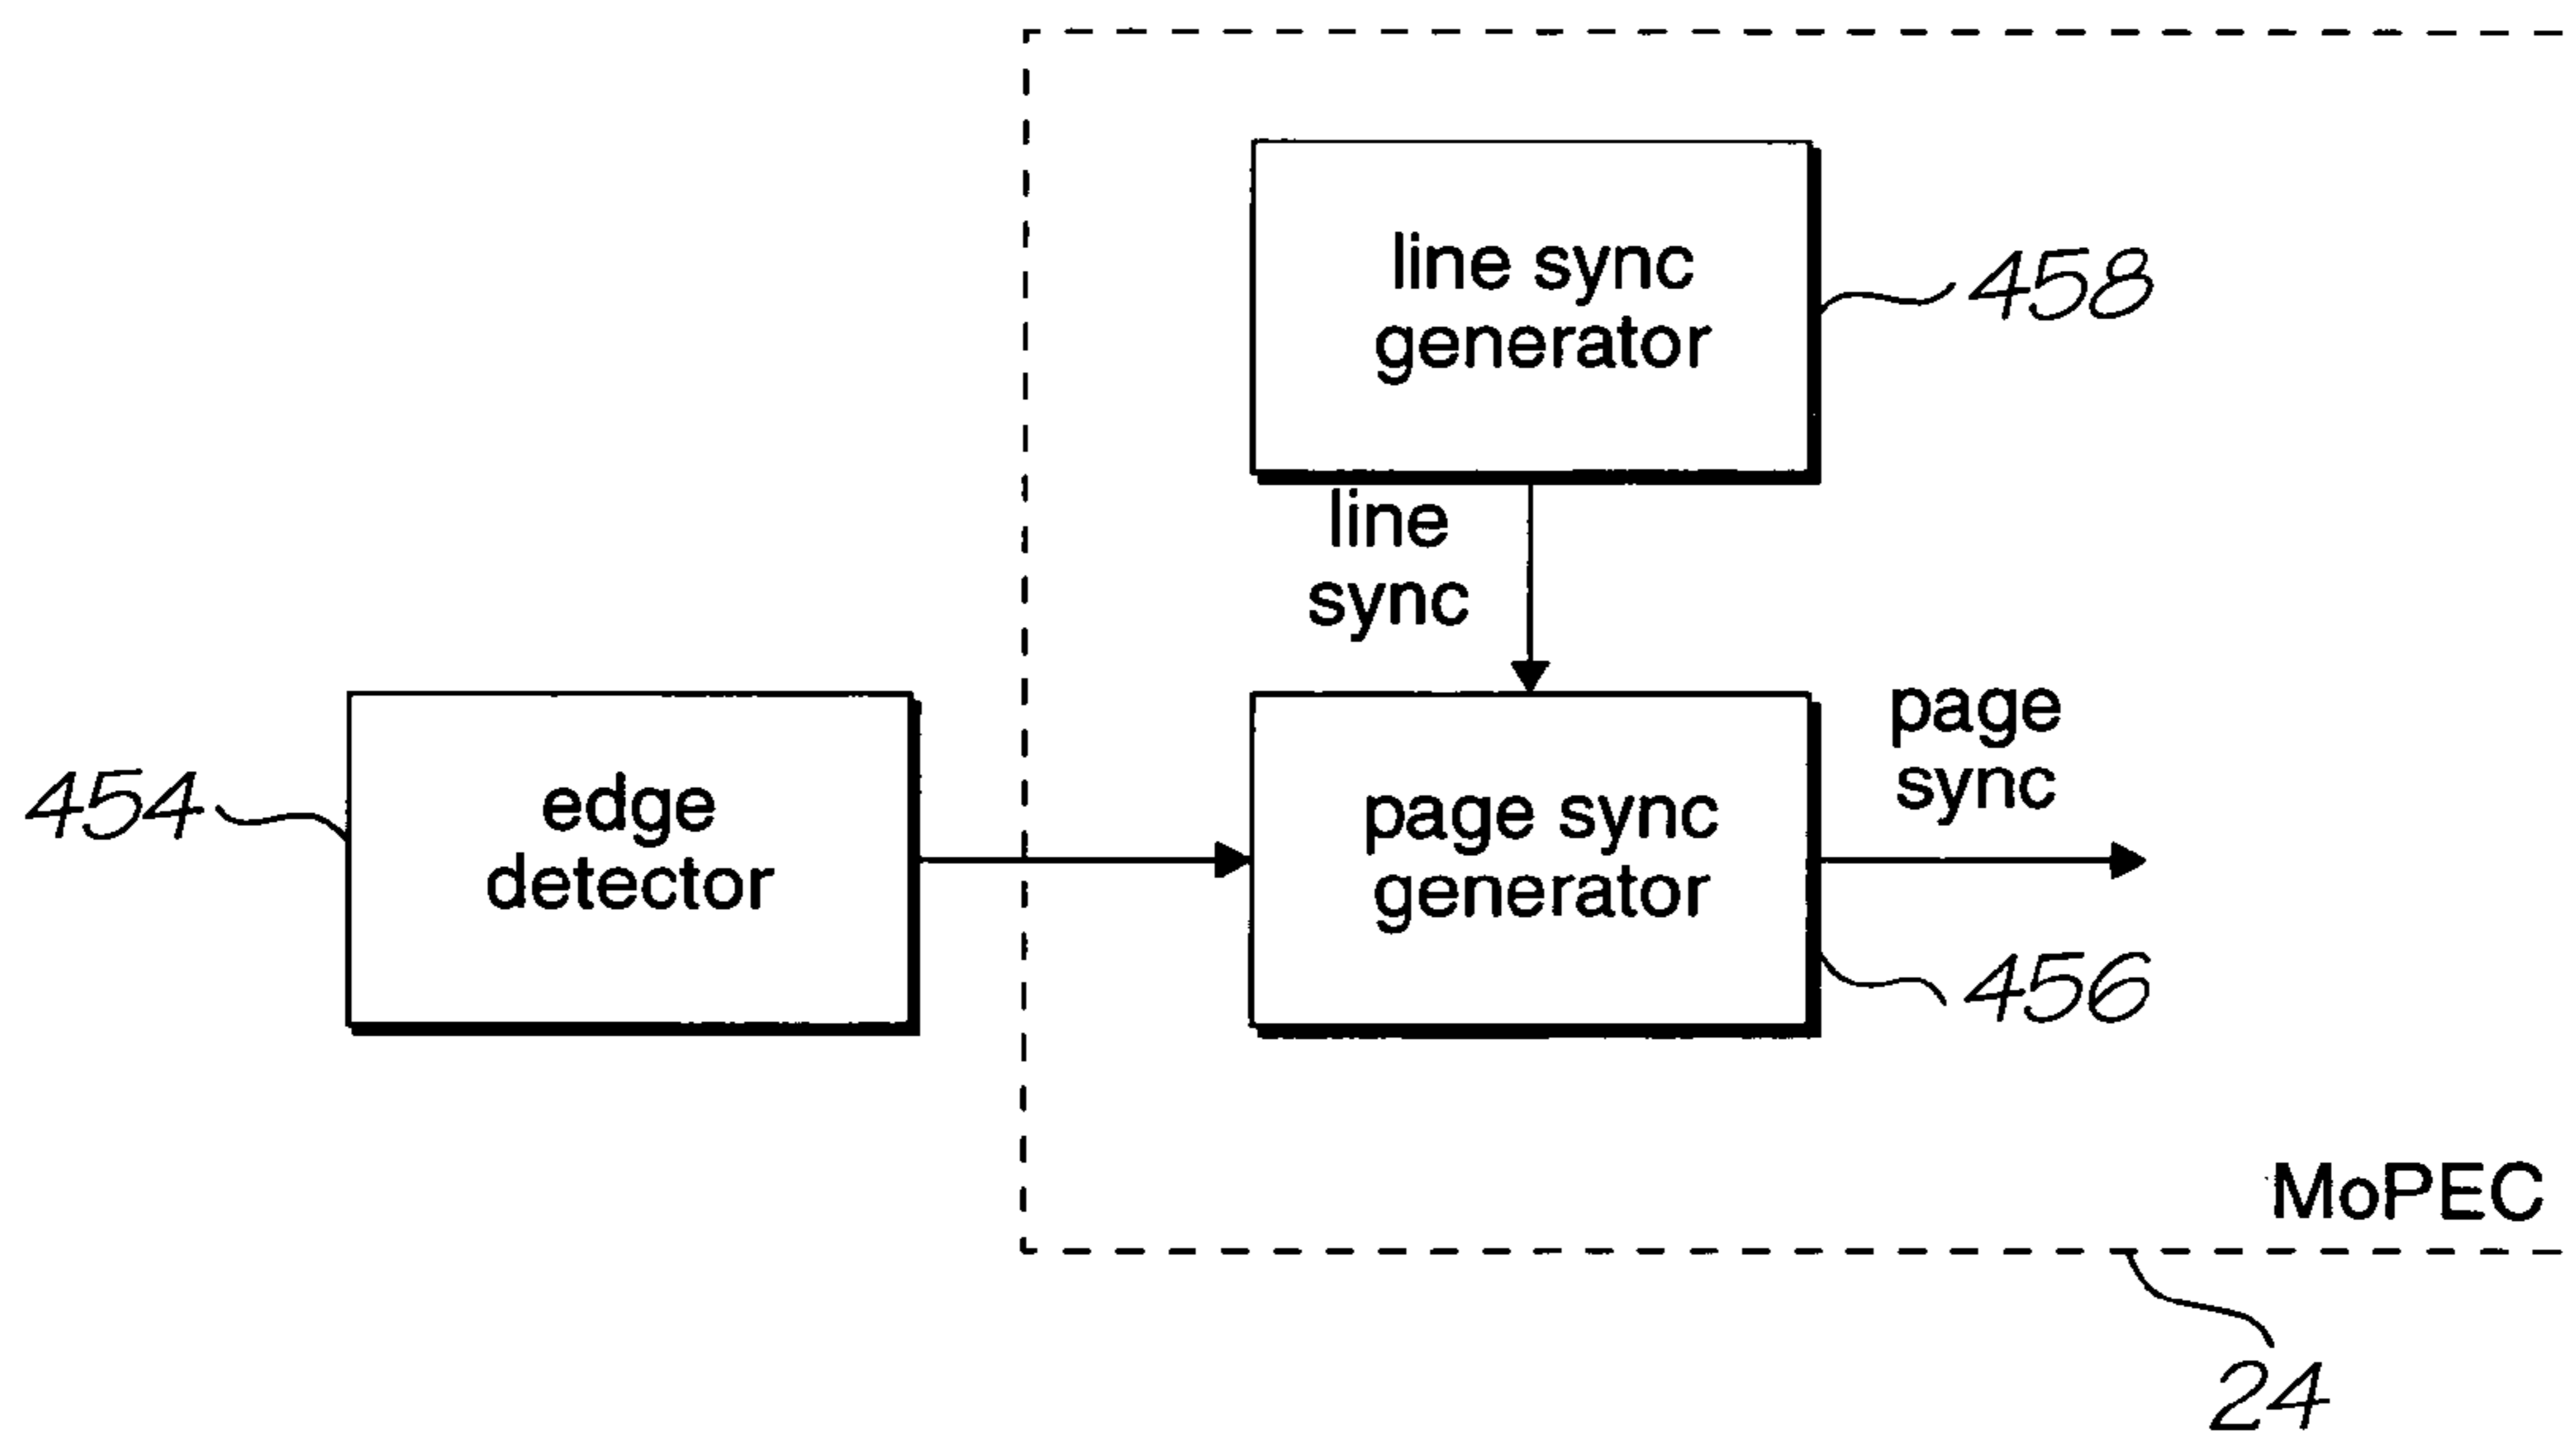 line sync
generator
458
line
sync
page
sync
454
edge
detector
page sync
generator
456
MoPEC
24